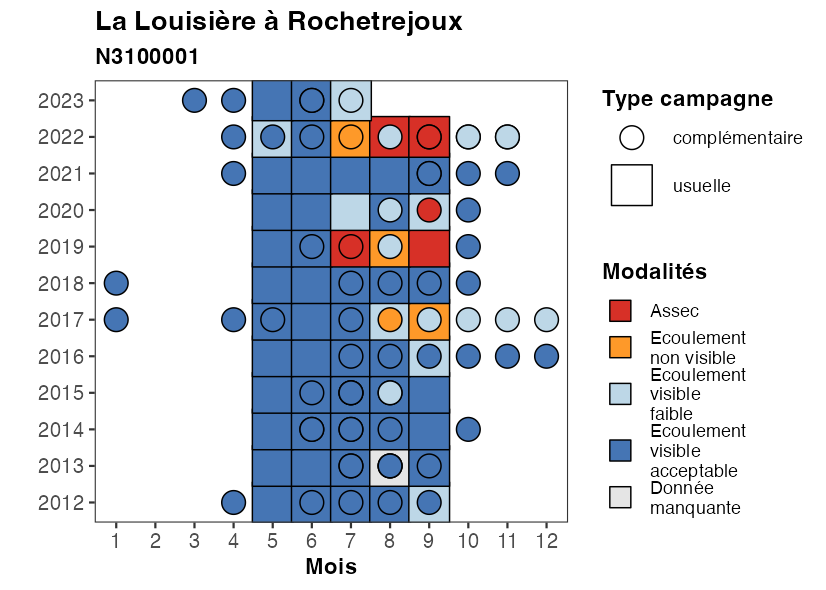 La Louisière à Rochetrejoux
N3100001
2023
2022
2021
2020
2019
2018
2017
2016
2015
2014
2013
2012
1 2 3 4 5 6 7 8 9 10 11 12
Mois
Type campagne
complémentaire
usuelle
Modalités
Assec
Ecoulement
non visible
Ecoulement
visible
faible
Ecoulement
visible
acceptable
Donnée
manquante